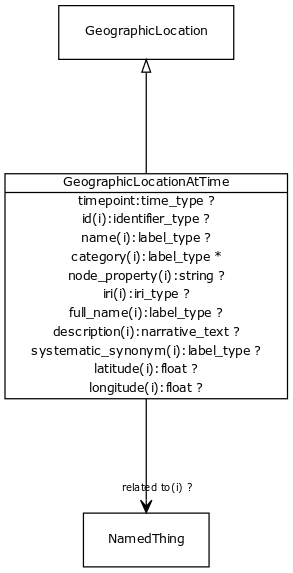 GeographicLocation
GeographicLocationAtTime
timepoint:time_type ?
id(i):identifier_type ?
name(i):label_type ?
category(i):label_type *
node_property(i):string ?
iri(i):iri_type ?
full_name(i):label_type ?
description(i):narrative_text ?
systematic_synonym(i):label_type ?
latitude(i):float ?
longitude(i):float ?
related to(i) ?
NamedThing